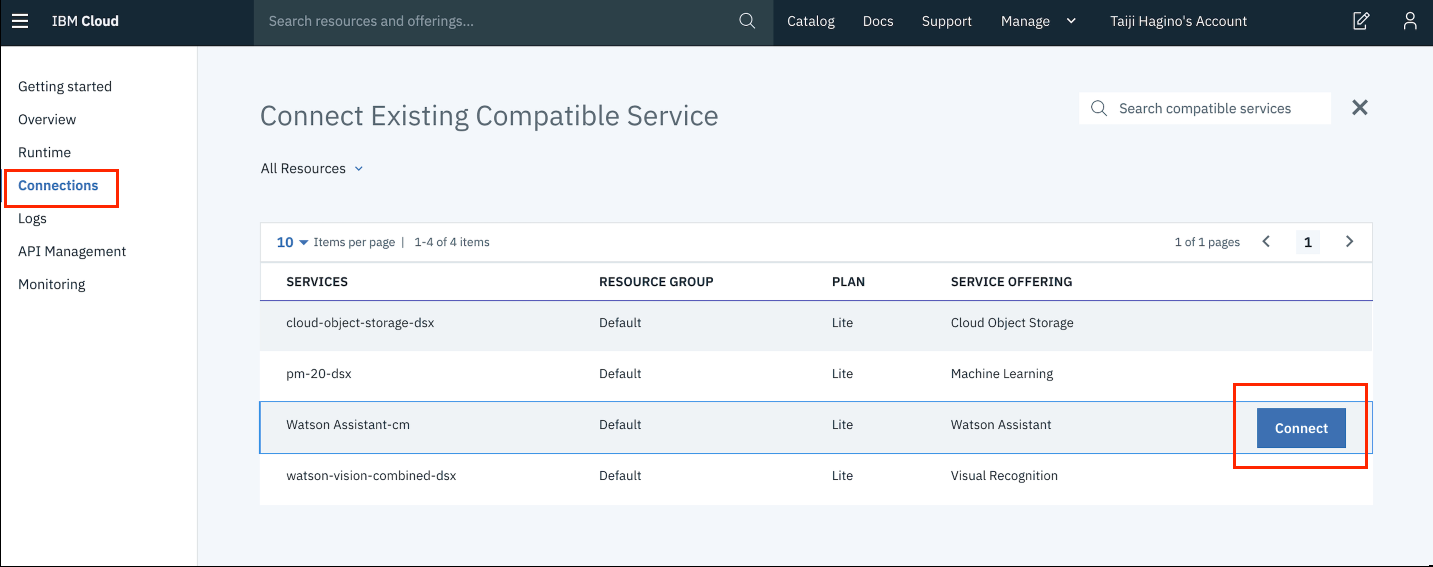 IBM Cloud Search resources and offerings... Catalog Docs Support Manage Taiji Hagino's Account
Getting started
Overview
Runtime
Connections
Logs
API Management
Monitoring
Connect Existing Compatible Service
Search compatible services
All Resources
10 Items per page | 1-4 of 4 items 1 of 1 pages 1
SERVICES RESOURCE GROUP PLAN SERVICE OFFERING
cloud-object-storage-dsx Default Lite Cloud Object Storage
pm-20-dsx Default Lite Machine Learning
Watson Assistant-cm Default Lite Watson Assistant Connect
watson-vision-combined-dsx Default Lite Visual Recognition